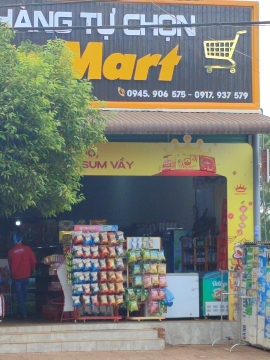 HÀNG TỰ CHỌN
Mart
0945. 906 575 - 0917. 937 579
SUM VẦY